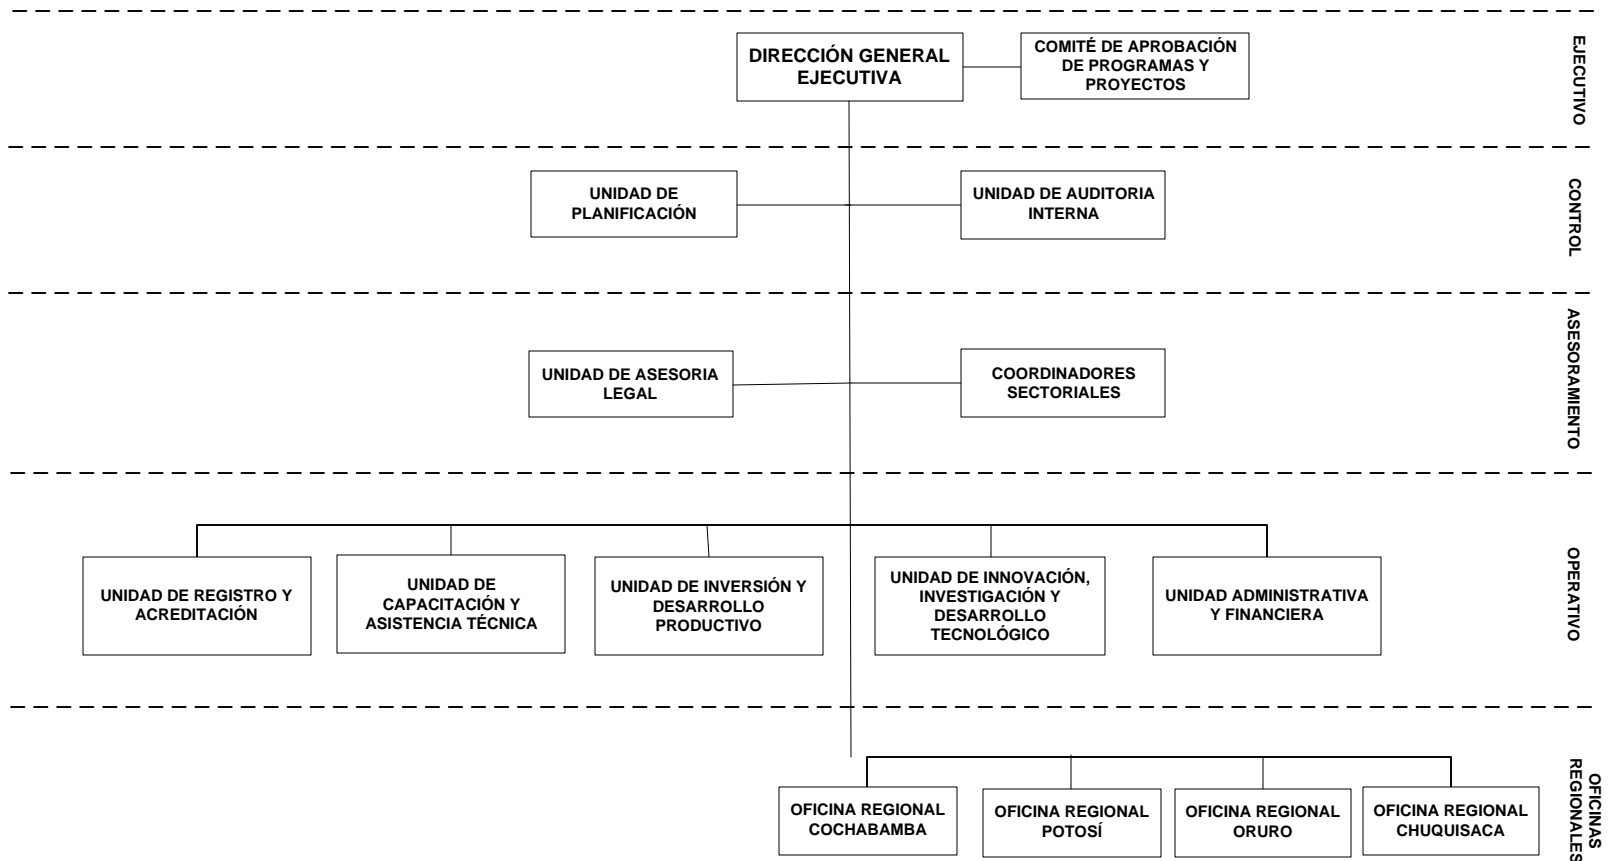 DIRECCIÓN GENERAL
EJECUTIVA
COMITÉ DE APROBACIÓN
DE PROGRAMAS Y
PROYECTOS
EJECUTIVO
UNIDAD DE
PLANIFICACIÓN
UNIDAD DE AUDITORIA
INTERNA
CONTROL
UNIDAD DE ASESORIA
LEGAL
COORDINADORES
SECTORIALES
ASESORAMIENTO
UNIDAD DE REGISTRO Y
ACREDITACIÓN
UNIDAD DE
CAPACITACIÓN Y
ASISTENCIA TÉCNICA
UNIDAD DE INVERSIÓN Y
DESARROLLO
PRODUCTIVO
UNIDAD DE INNOVACIÓN,
INVESTIGACIÓN Y
DESARROLLO
TECNOLÓGICO
UNIDAD ADMINISTRATIVA
Y FINANCIERA
OPERATIVO
OFICINA REGIONAL
COCHABAMBA
OFICINA REGIONAL
POTOSÍ
OFICINA REGIONAL
ORURO
OFICINA REGIONAL
CHUQUISACA
OFICINAS
REGIONALES